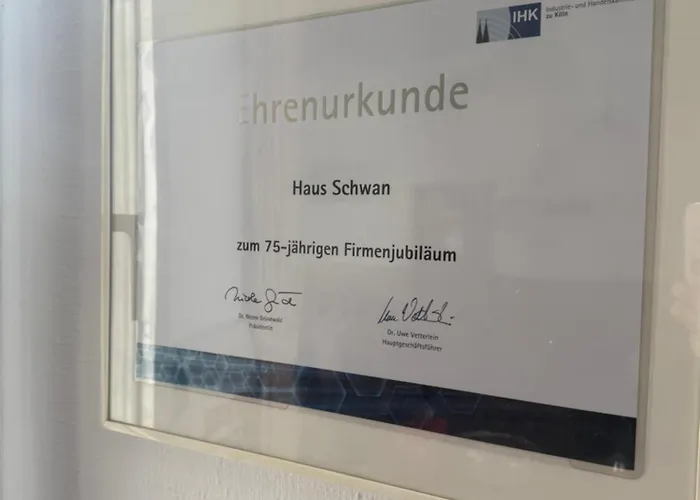 IHK
Industrie- und Handelskammer
zu Köln
Ehrenurkunde
Haus Schwan
zum 75-jährigen Firmenjubiläum
Dr. Nicole Grünewald
Präsidentin
Dr. Uwe Vetterlein
Hauptgeschäftsführer